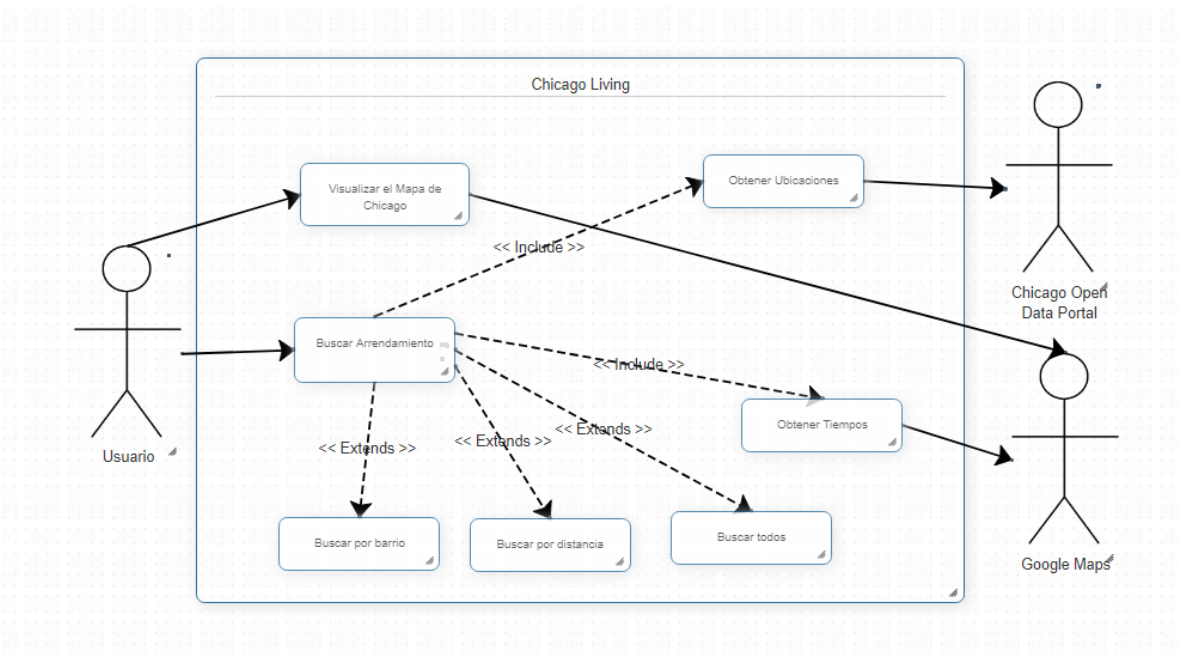 Chicago Living
Visualizar el Mapa de
Chicago
Obtener Ubicaciones
<< Include >>
Chicago Open
Data Portal
Buscar Arrendamiento
<< Include >>
Obtener Tiempos
Usuario
<< Extends >>
<< Extends >>
<< Extends >>
Buscar por barrio
Buscar por distancia
Buscar todos
Google Maps